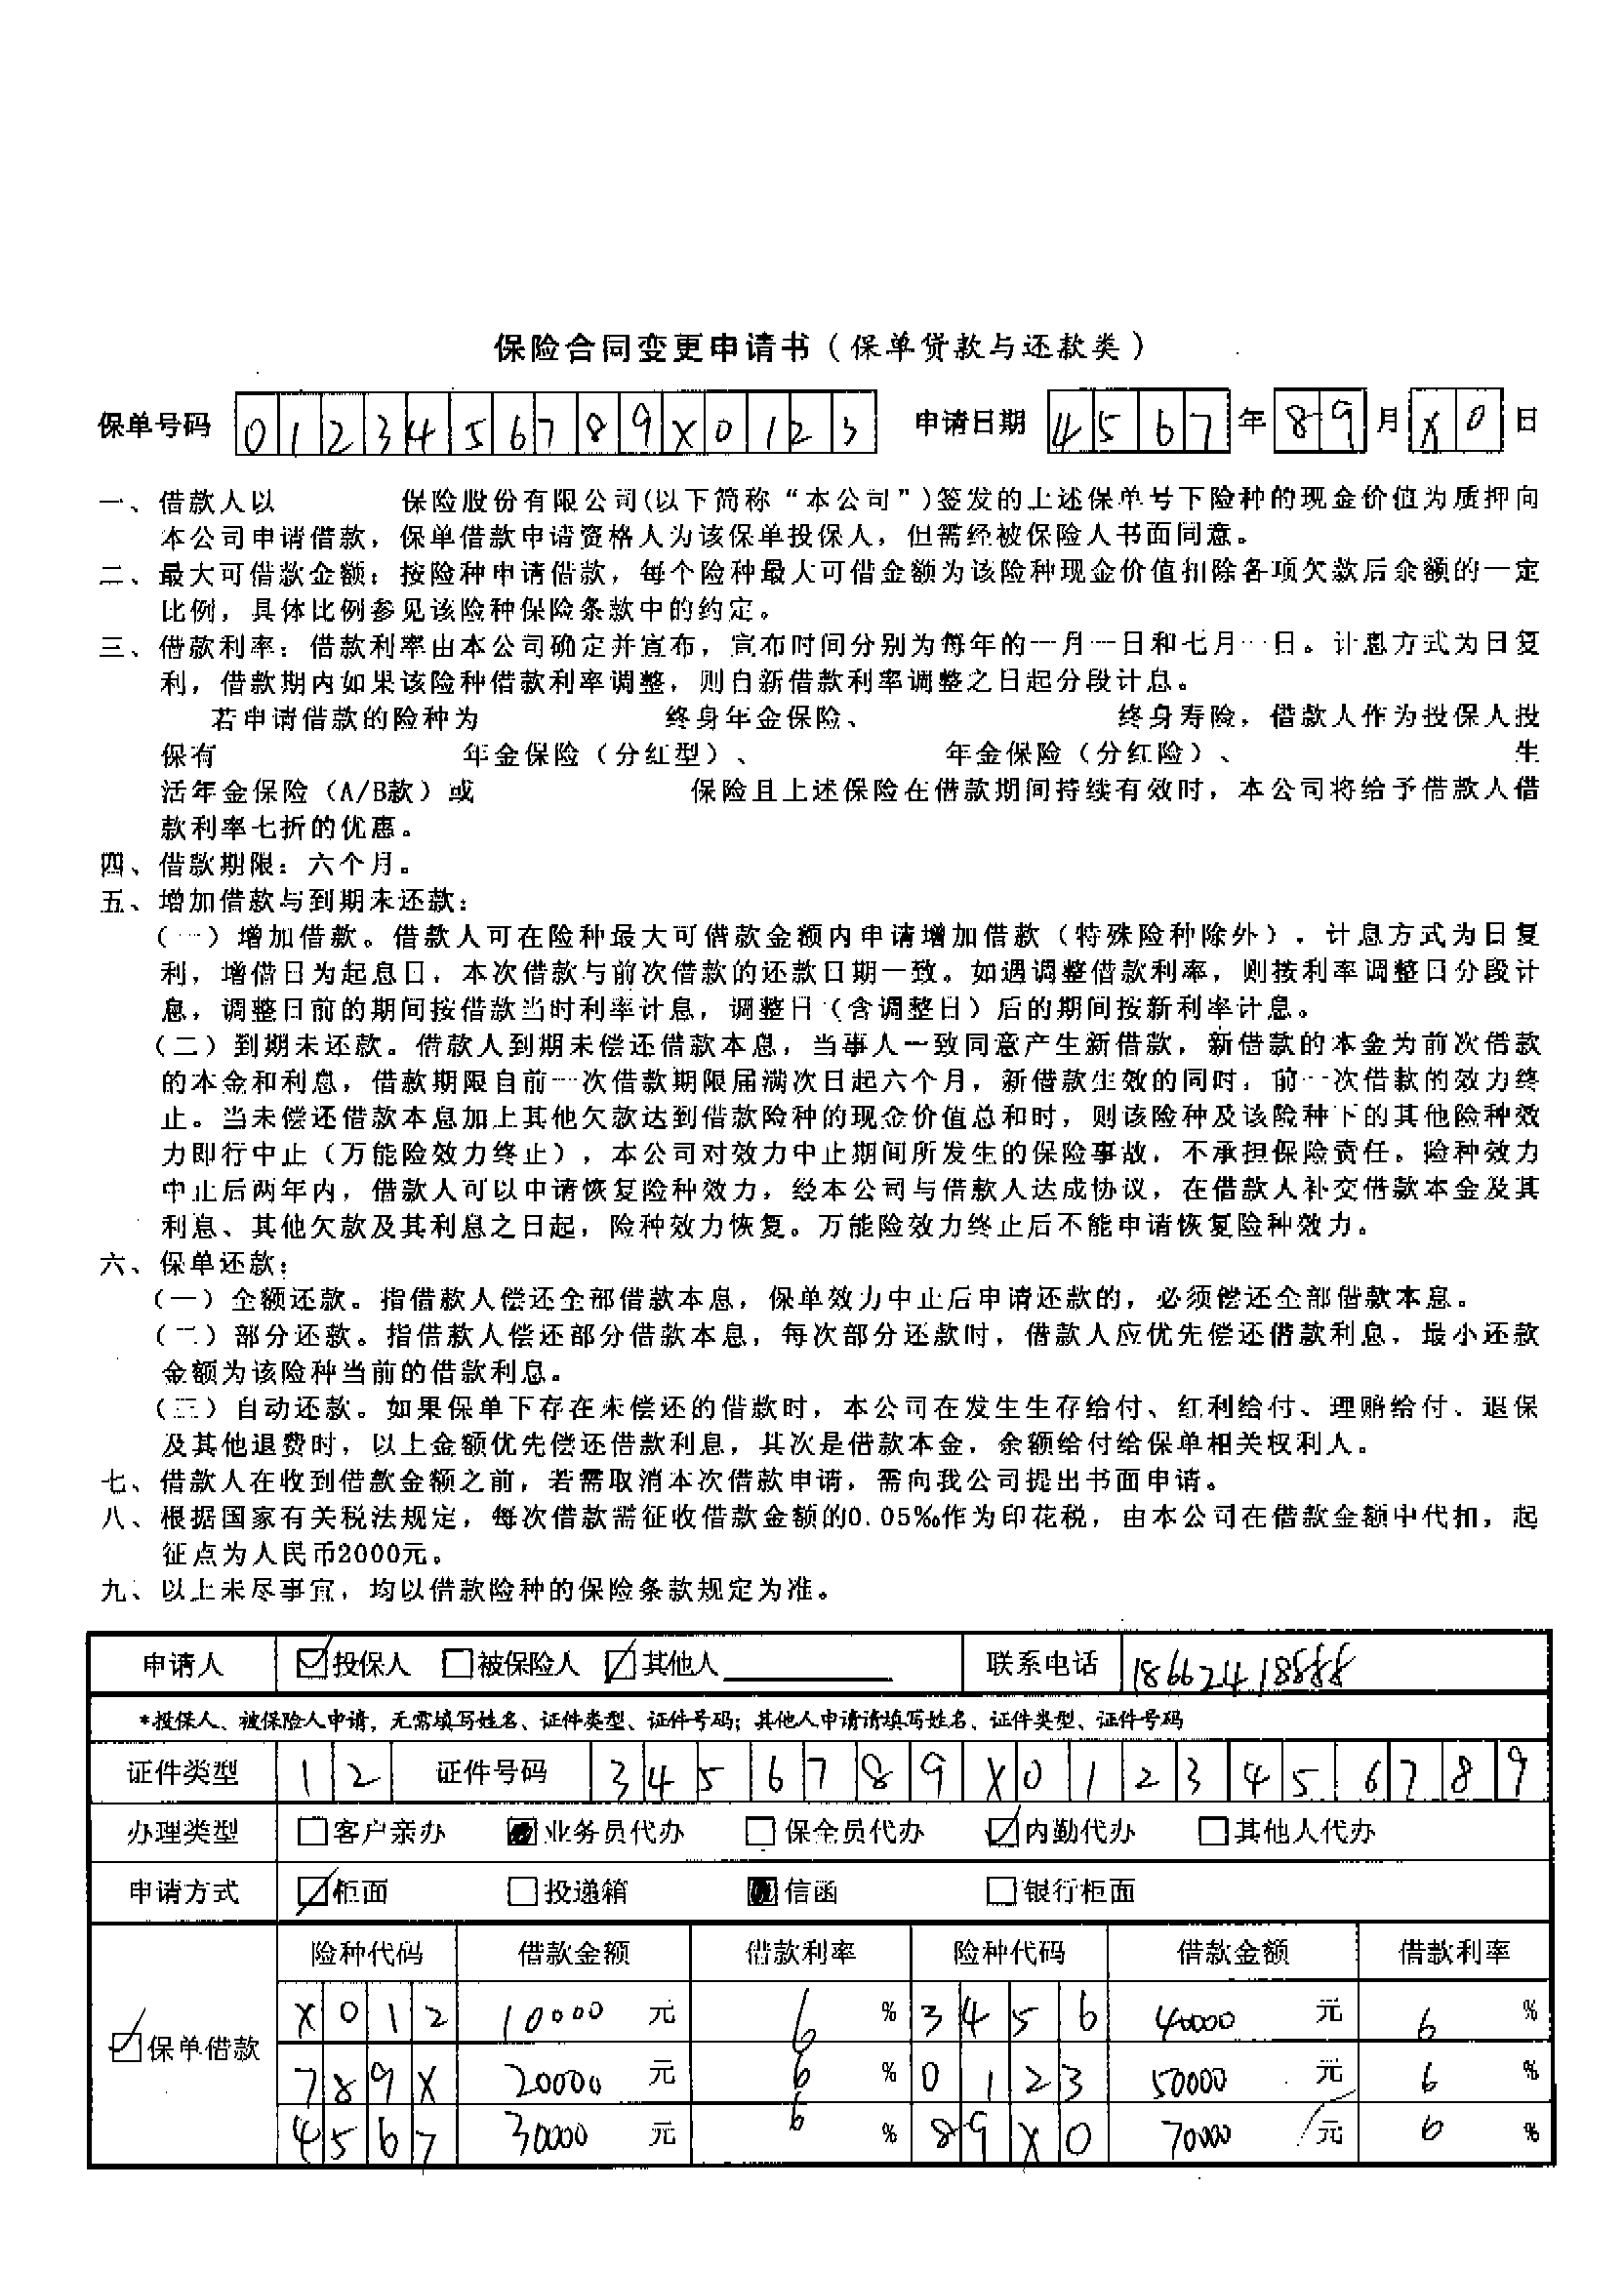 保险合同变更申请书（保单贷款与还款类）
保单号码 0 1 2 3 4 5 6 7 8 9 X 0 1 2 3 申请日期 4 5 6 7 年 8 9 月 X 0 日
一、借款人以 保险股份有限公司(以下简称“本公司”)签发的上述保单号下险种的现金价值为质押向
本公司申请借款，保单借款申请资格人为该保单投保人，但需经被保险人书面同意。
二、最大可借款金额：按险种申请借款，每个险种最大可借金额为该险种现金价值扣除各项欠款后余额的一定
比例，具体比例参见该险种保险条款中的约定。
三、借款利率：借款利率由本公司确定并宣布，宣布时间分别为每年的一月一日和七月一日。计息方式为日复
利，借款期内如果该险种借款利率调整，则自新借款利率调整之日起分段计息。
若申请借款的险种为 终身年金保险、 终身寿险，借款人作为投保人投
保有 年金保险（分红型）、 年金保险（分红险）、 生
活年金保险（A/B款）或 保险且上述保险在借款期间持续有效时，本公司将给予借款人借
款利率七折的优惠。
四、借款期限：六个月。
五、增加借款与到期未还款：
（一）增加借款。借款人可在险种最大可借款金额内申请增加借款（特殊险种除外）。计息方式为日复
利，增借日为起息日，本次借款与前次借款的还款日期一致。如遇调整借款利率，则按利率调整日分段计
息，调整日前的期间按借款当时利率计息，调整日（含调整日）后的期间按新利率计息。
（二）到期未还款。借款人到期未偿还借款本息，当事人一致同意产生新借款，新借款的本金为前次借款
的本金和利息，借款期限自前一次借款期限届满次日起六个月，新借款生效的同时，前一次借款的效力终
止。当未偿还借款本息加上其他欠款达到借款险种的现金价值总和时，则该险种及该险种下的其他险种效
力即行中止（万能险效力终止），本公司对效力中止期间所发生的保险事故，不承担保险责任。险种效力
中止后两年内，借款人可以申请恢复险种效力，经本公司与借款人达成协议，在借款人补交借款本金及其
利息、其他欠款及其利息之日起，险种效力恢复。万能险效力终止后不能申请恢复险种效力。
六、保单还款：
（一）全额还款。指借款人偿还全部借款本息，保单效力中止后申请还款的，必须偿还全部借款本息。
（二）部分还款。指借款人偿还部分借款本息，每次部分还款时，借款人应优先偿还借款利息，最小还款
金额为该险种当前的借款利息。
（三）自动还款。如果保单下存在未偿还的借款时，本公司在发生生存给付、红利给付、理赔给付、退保
及其他退费时，以上金额优先偿还借款利息，其次是借款本金，余额给付给保单相关权利人。
七、借款人在收到借款金额之前，若需取消本次借款申请，需向我公司提出书面申请。
八、根据国家有关税法规定，每次借款需征收借款金额的0.05‰作为印花税，由本公司在借款金额中代扣，起
征点为人民币2000元。
九、以上未尽事宜，均以借款险种的保险条款规定为准。
申请人 投保人 被保险人 其他人 联系电话 18662418588
*投保人、被保险人申请，无需填写姓名、证件类型、证件号码；其他人申请请填写姓名、证件类型、证件号码
证件类型 1 2 证件号码 3 4 5 6 7 8 9 X 0 1 2 3 4 5 6 7 8 9
办理类型 客户亲办 业务员代办 保全员代办 内勤代办 其他人代办
申请方式 柜面 投递箱 信函 银行柜面
险种代码 借款金额 借款利率 险种代码 借款金额 借款利率
X 0 1 2 10000 元 6 % 3 4 5 6 40000 元 6 %
保单借款
7 8 9 X 20000 元 6 % 0 1 2 3 50000 元 6 %
4 5 6 7 30000 元 6 % 8 9 X 0 70000 元 6 %